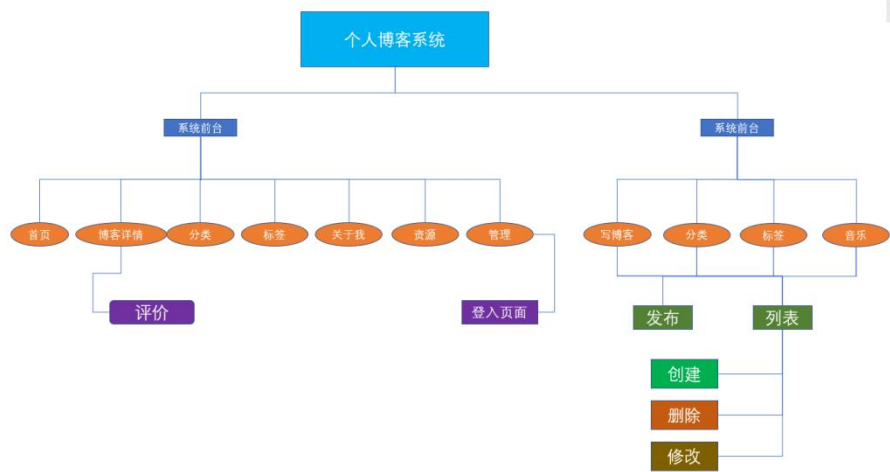 个人博客系统
系统前台
系统前台
首页
博客详情
分类
标签
关于我
资源
管理
写博客
分类
标签
音乐
评价
登入页面
发布
列表
创建
删除
修改